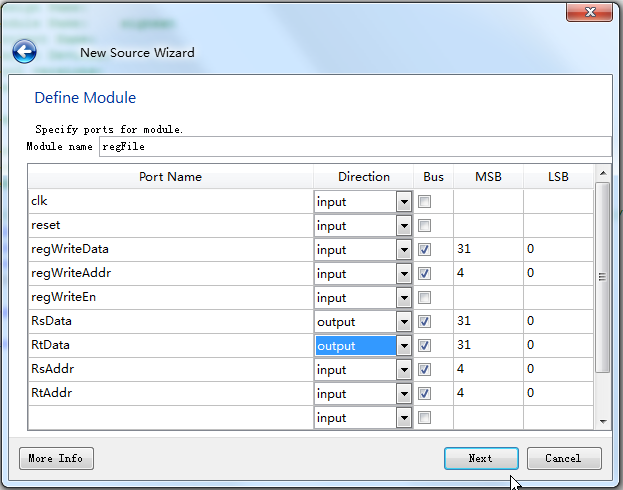 New Source Wizard
Define Module
Specify ports for module.
Module name regFile
Port Name Direction Bus MSB LSB
clk input
reset input
regWriteData input 31 0
regWriteAddr input 4 0
regWriteEn input
RsData output 31 0
RtData output 31 0
RsAddr input 4 0
RtAddr input 4 0
input
More Info Next Cancel